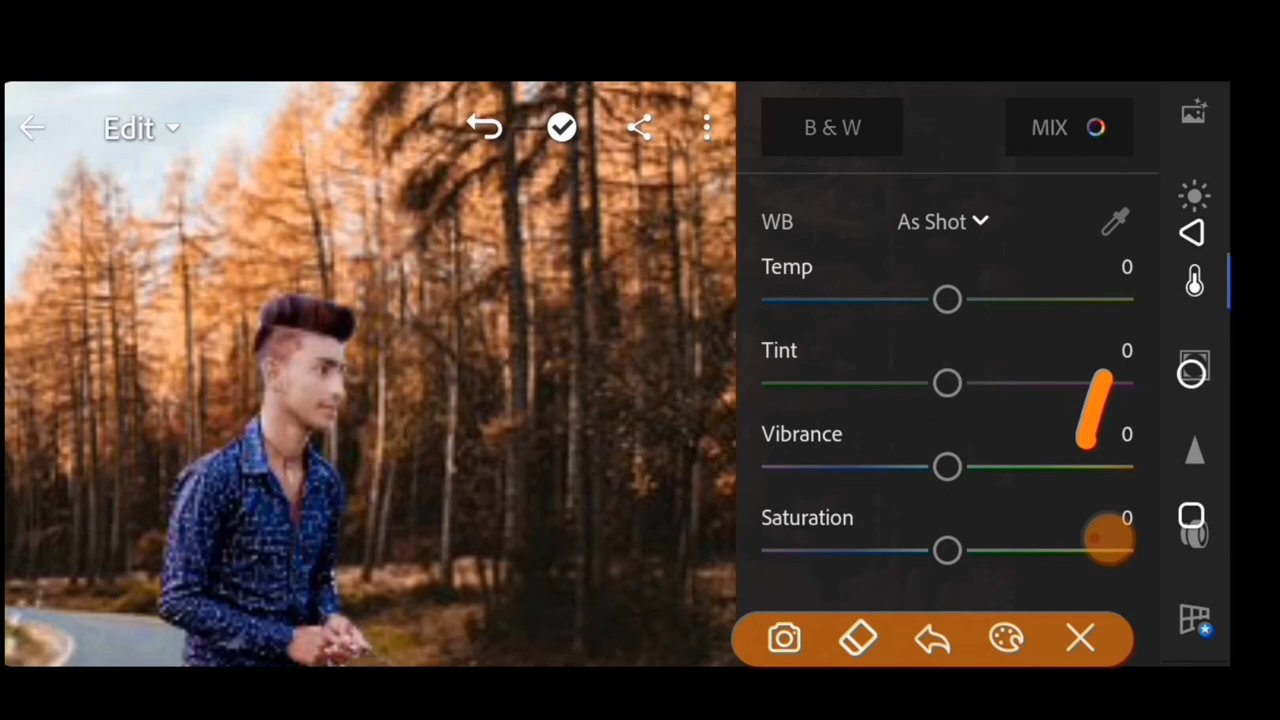 Edit
B & W
MIX
WB
As Shot
Temp
0
Tint
0
Vibrance
0
Saturation
0